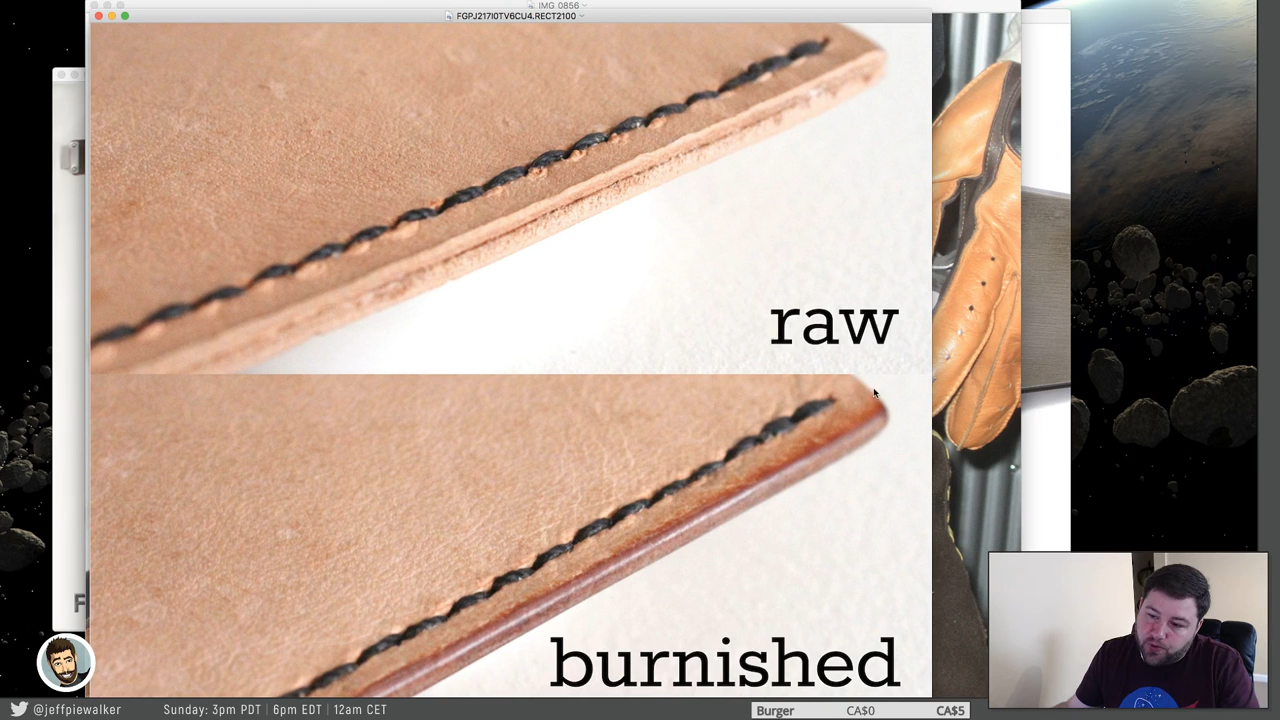 IMG 0856
FGPJ217I0TV6CU4.RECT2100
raw
burnished
F
@jeffpiewalker
Sunday: 3pm PDT | 6pm EDT | 12am CET
Burger CA$0 CA$5